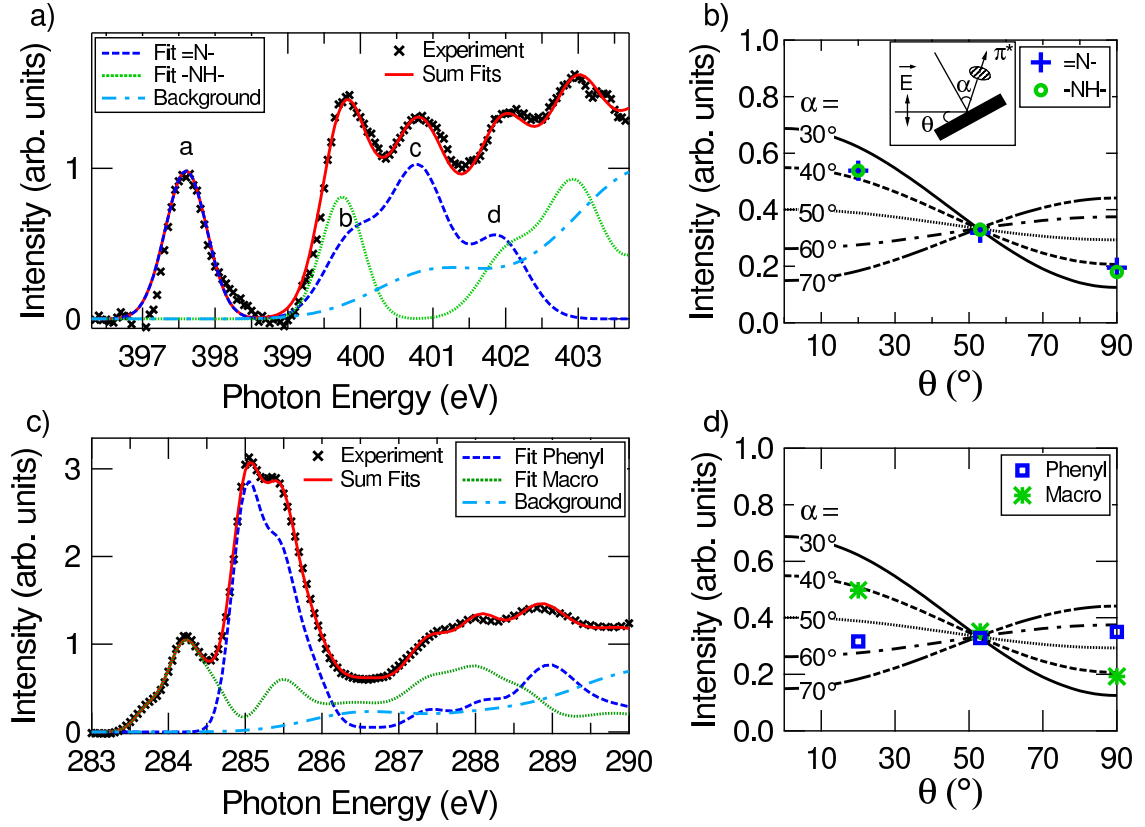 a)
Intensity (arb. units)
1
0
Fit =N-
Fit -NH-
Background
Experiment
Sum Fits
a
b
c
d
397 398 399 400 401 402 403
Photon Energy (eV)
b)
Intensity (arb. units)
1.0
0.8
0.6
0.4
0.2
0.0
α =
30°
40°
50°
60°
70°
E
θ
α
π*
=N-
-NH-
10 30 50 70 90
θ (°)
c)
Intensity (arb. units)
3
2
1
0
Experiment
Sum Fits
Fit Phenyl
Fit Macro
Background
283 284 285 286 287 288 289 290
Photon Energy (eV)
d)
Intensity (arb. units)
1.0
0.8
0.6
0.4
0.2
0.0
α =
30°
40°
50°
60°
70°
Phenyl
Macro
10 30 50 70 90
θ (°)